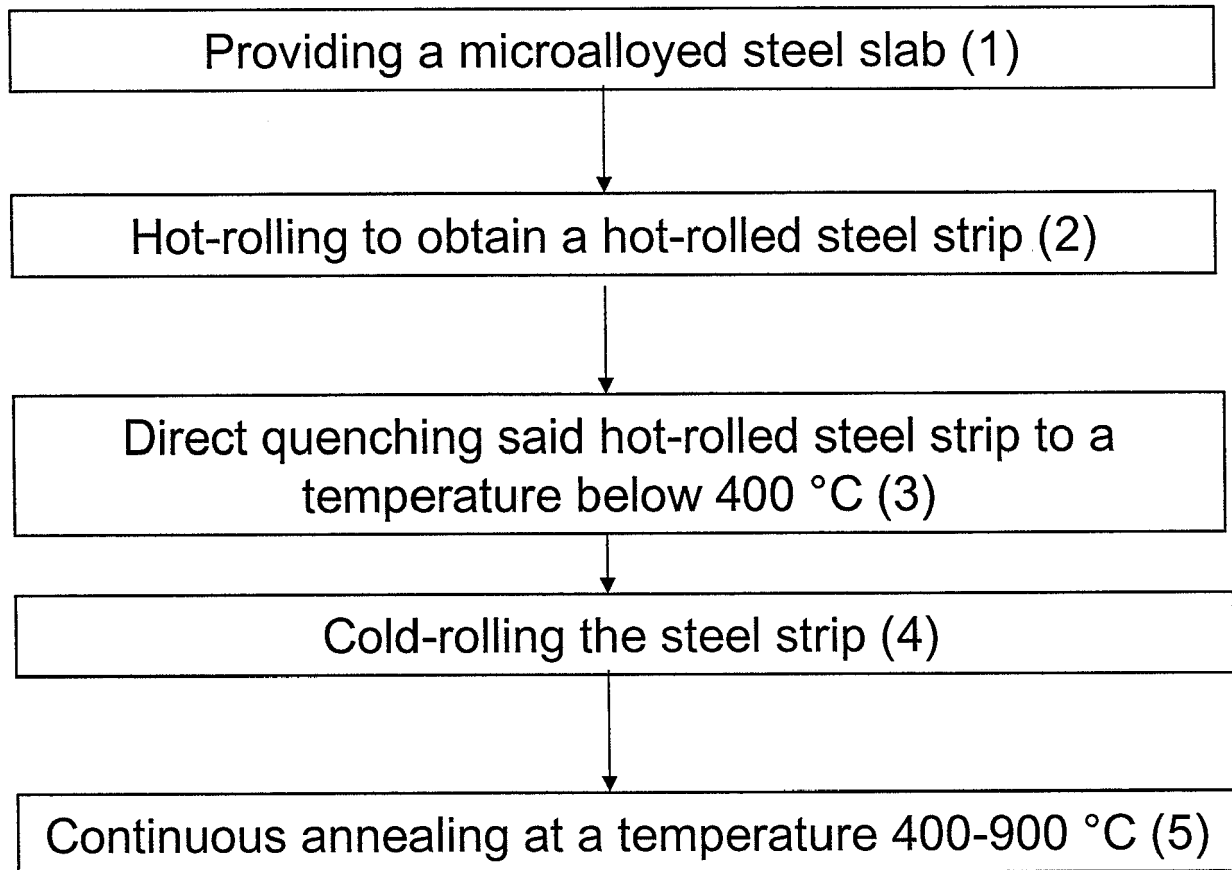 Providing a microalloyed steel slab (1)
Hot-rolling to obtain a hot-rolled steel strip (2)
Direct quenching said hot-rolled steel strip to a
temperature below 400 °C (3)
Cold-rolling the steel strip (4)
Continuous annealing at a temperature 400-900 °C (5)